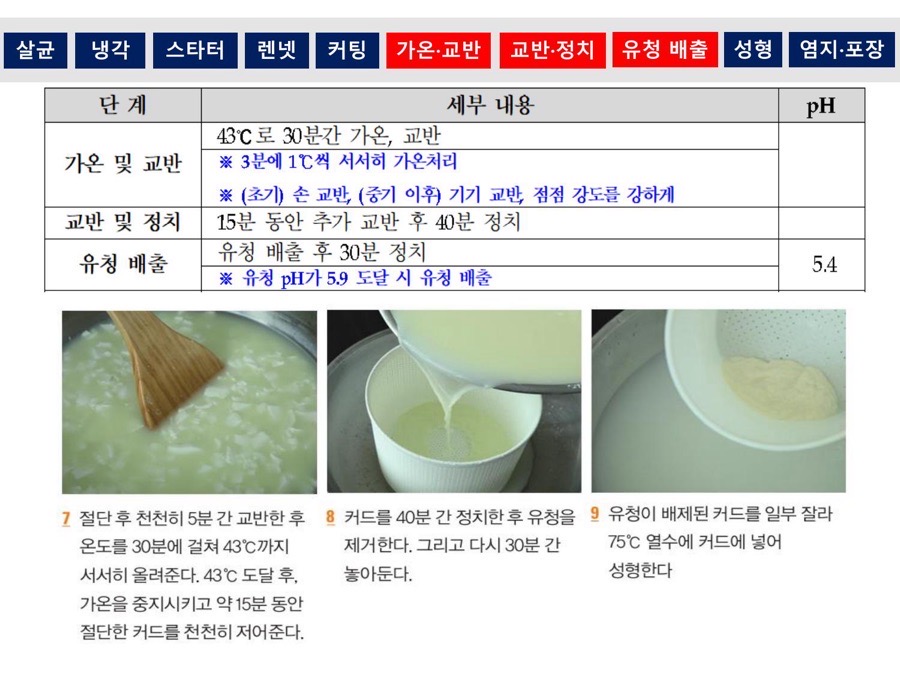 살균 냉각 스타터 렌넷 커팅 가온·교반 교반·정치 유청 배출 성형 염지·포장
단 계 세부 내용 pH
가온 및 교반
43℃로 30분간 가온, 교반
※ 3분에 1℃씩 서서히 가온처리
※ (초기) 손 교반, (중기 이후) 기기 교반, 점점 강도를 강하게
교반 및 정치 15분 동안 추가 교반 후 40분 정치
유청 배출
유청 배출 후 30분 정치
※ 유청 pH가 5.9 도달 시 유청 배출
5.4
7 절단 후 천천히 5분 간 교반한 후
온도를 30분에 걸쳐 43℃까지
서서히 올려준다. 43℃ 도달 후,
가온을 중지시키고 약 15분 동안
절단한 커드를 천천히 저어준다.
8 커드를 40분 간 정치한 후 유청을
제거한다. 그리고 다시 30분 간
놓아둔다.
9 유청이 배제된 커드를 일부 잘라
75℃ 열수에 커드에 넣어
성형한다